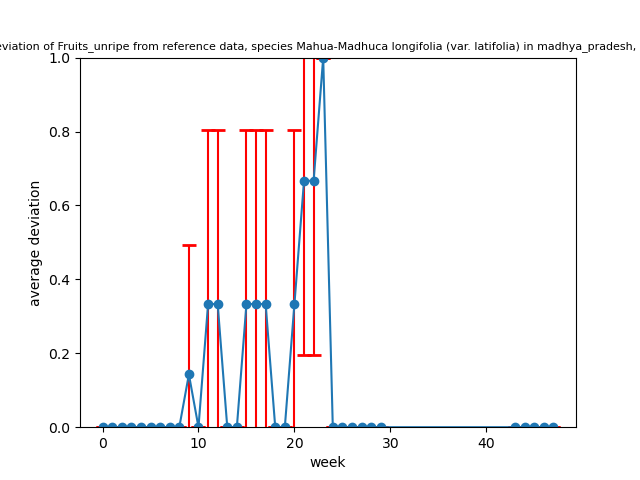 of Fruits_unripe from reference data, species Mahua-Madhuca longifolia (var. latifolia) in madhya_pradesh,
1.0
0.8
0.6
0.4
0.2
0.0
average deviation
0 10 20 30 40
week